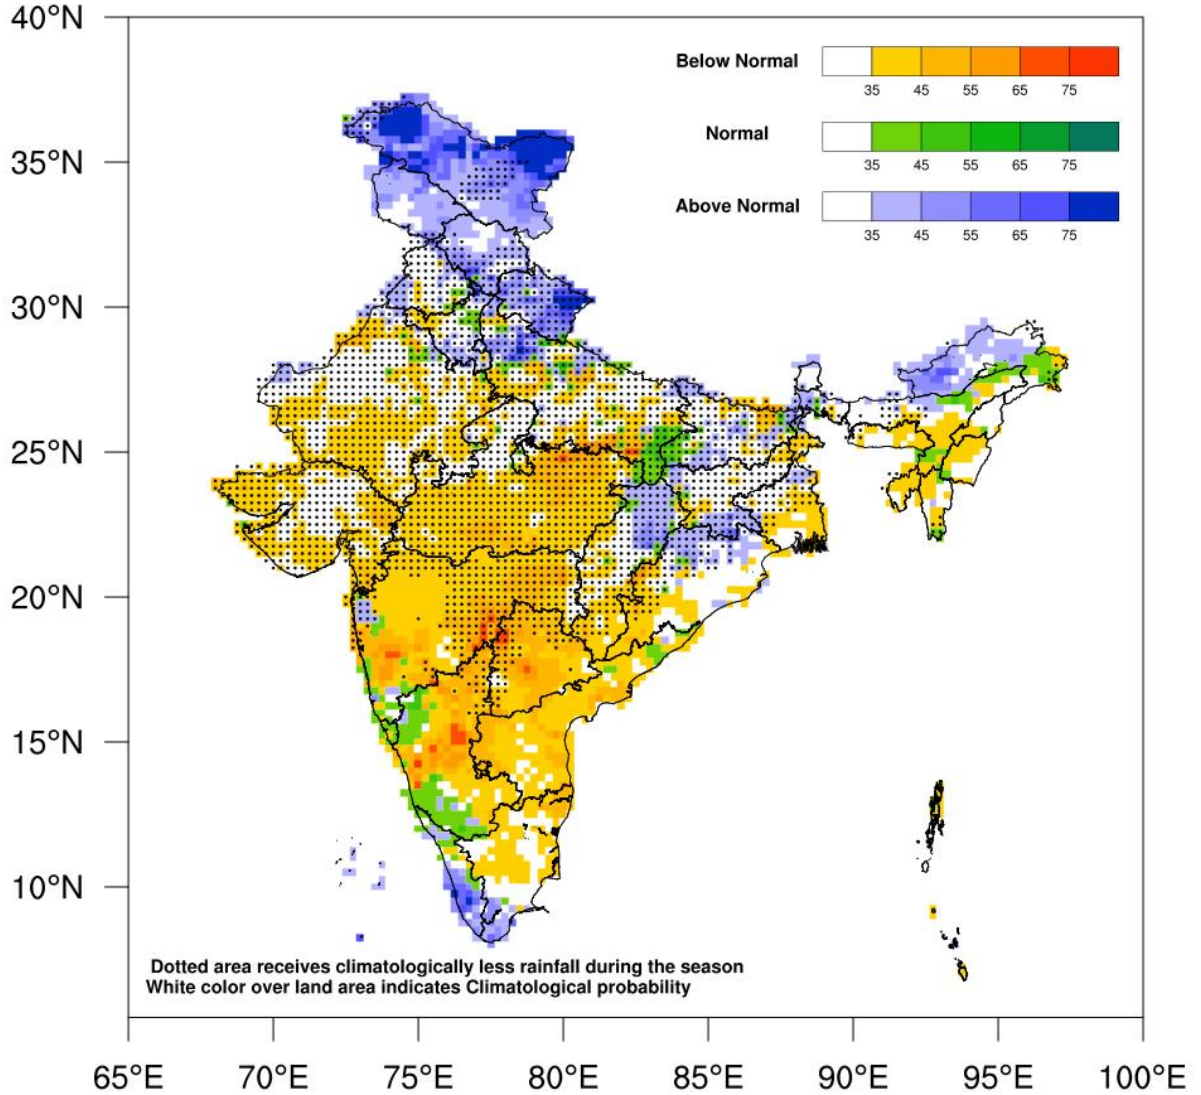 40°N
Below Normal
35 45 55 65 75
Normal
35 45 55 65 75
Above Normal
35 45 55 65 75
35°N
30°N
25°N
20°N
15°N
10°N
Dotted area receives climatologically less rainfall during the season
White color over land area indicates Climatological probability
65°E 70°E 75°E 80°E 85°E 90°E 95°E 100°E